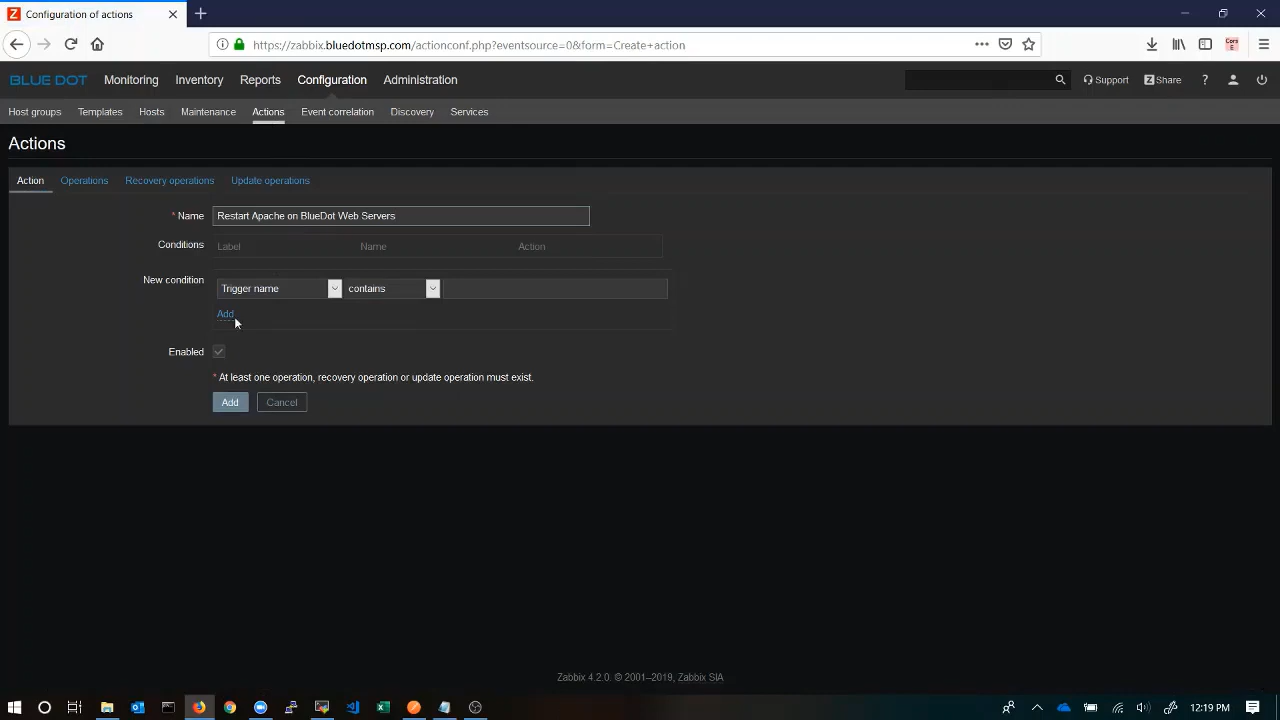 Configuration of actions
https://zabbix.bluedotmsp.com/actionconf.php?eventsource=0&form=Create+action
BLUE DOT Monitoring Inventory Reports Configuration Administration Support Share ?
Host groups Templates Hosts Maintenance Actions Event correlation Discovery Services
Actions
Action Operations Recovery operations Update operations
* Name Restart Apache on BlueDot Web Servers
Conditions Label Name Action
New condition Trigger name contains
Add
Enabled
* At least one operation, recovery operation or update operation must exist.
Add Cancel
Zabbix 4.2.0. © 2001–2019, Zabbix SIA
12:19 PM